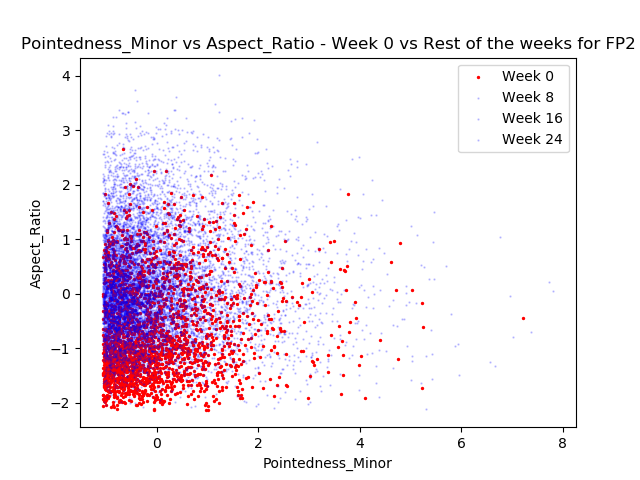 Pointedness_Minor vs Aspect_Ratio - Week 0 vs Rest of the weeks for FP2
Week 0
Week 8
Week 16
Week 24
4
3
2
1
0
−1
−2
Aspect_Ratio
0 2 4 6 8
Pointedness_Minor